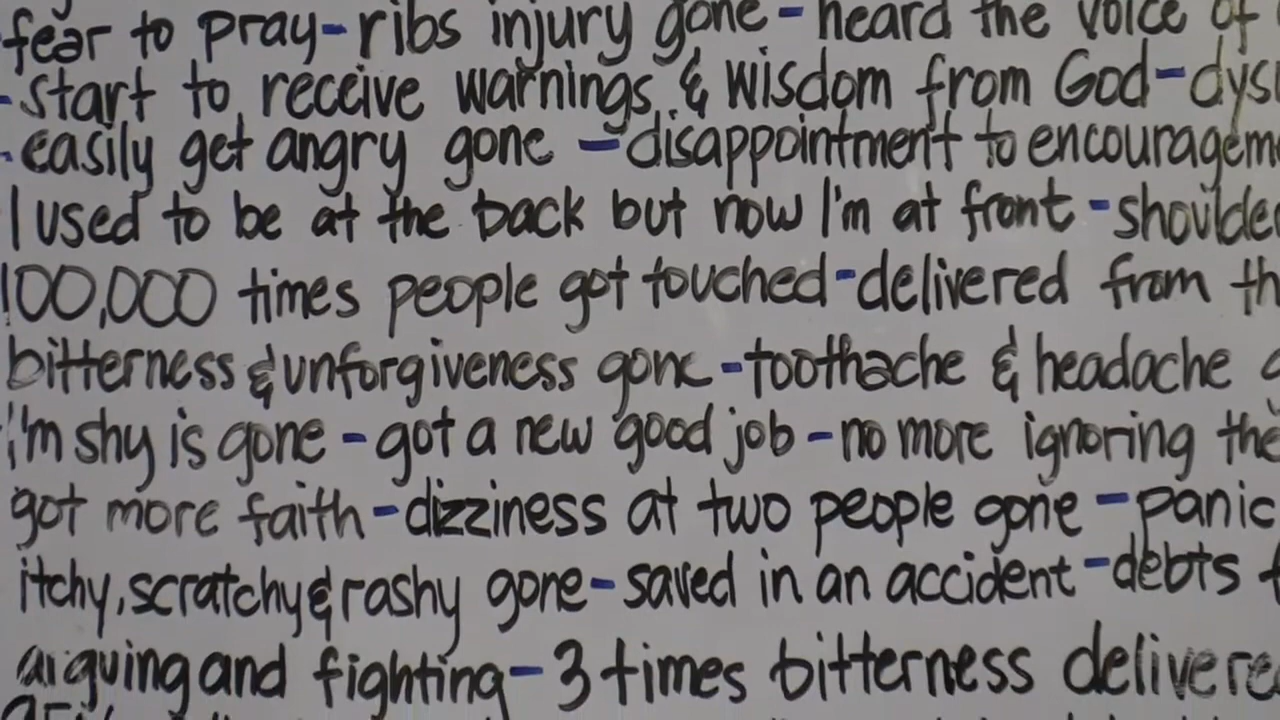 fear to pray-ribs injury gone-heard the voice of
-start to receive warnings & wisdom from God-dys
-easily get angry gone -disappointment to encouragem
I used to be at the back but now I'm at front -shoulde
100,000 times people got touched-delivered from th
bitterness & unforgiveness gone -toothache & headache
i'm shy is gone -got a new good job -no more ignoring the
got more faith-dizziness at two people gone -panic
itchy, scratchy & rashy gone-saved in an accident-debts
arguing and fighting-3 times bitterness delivere